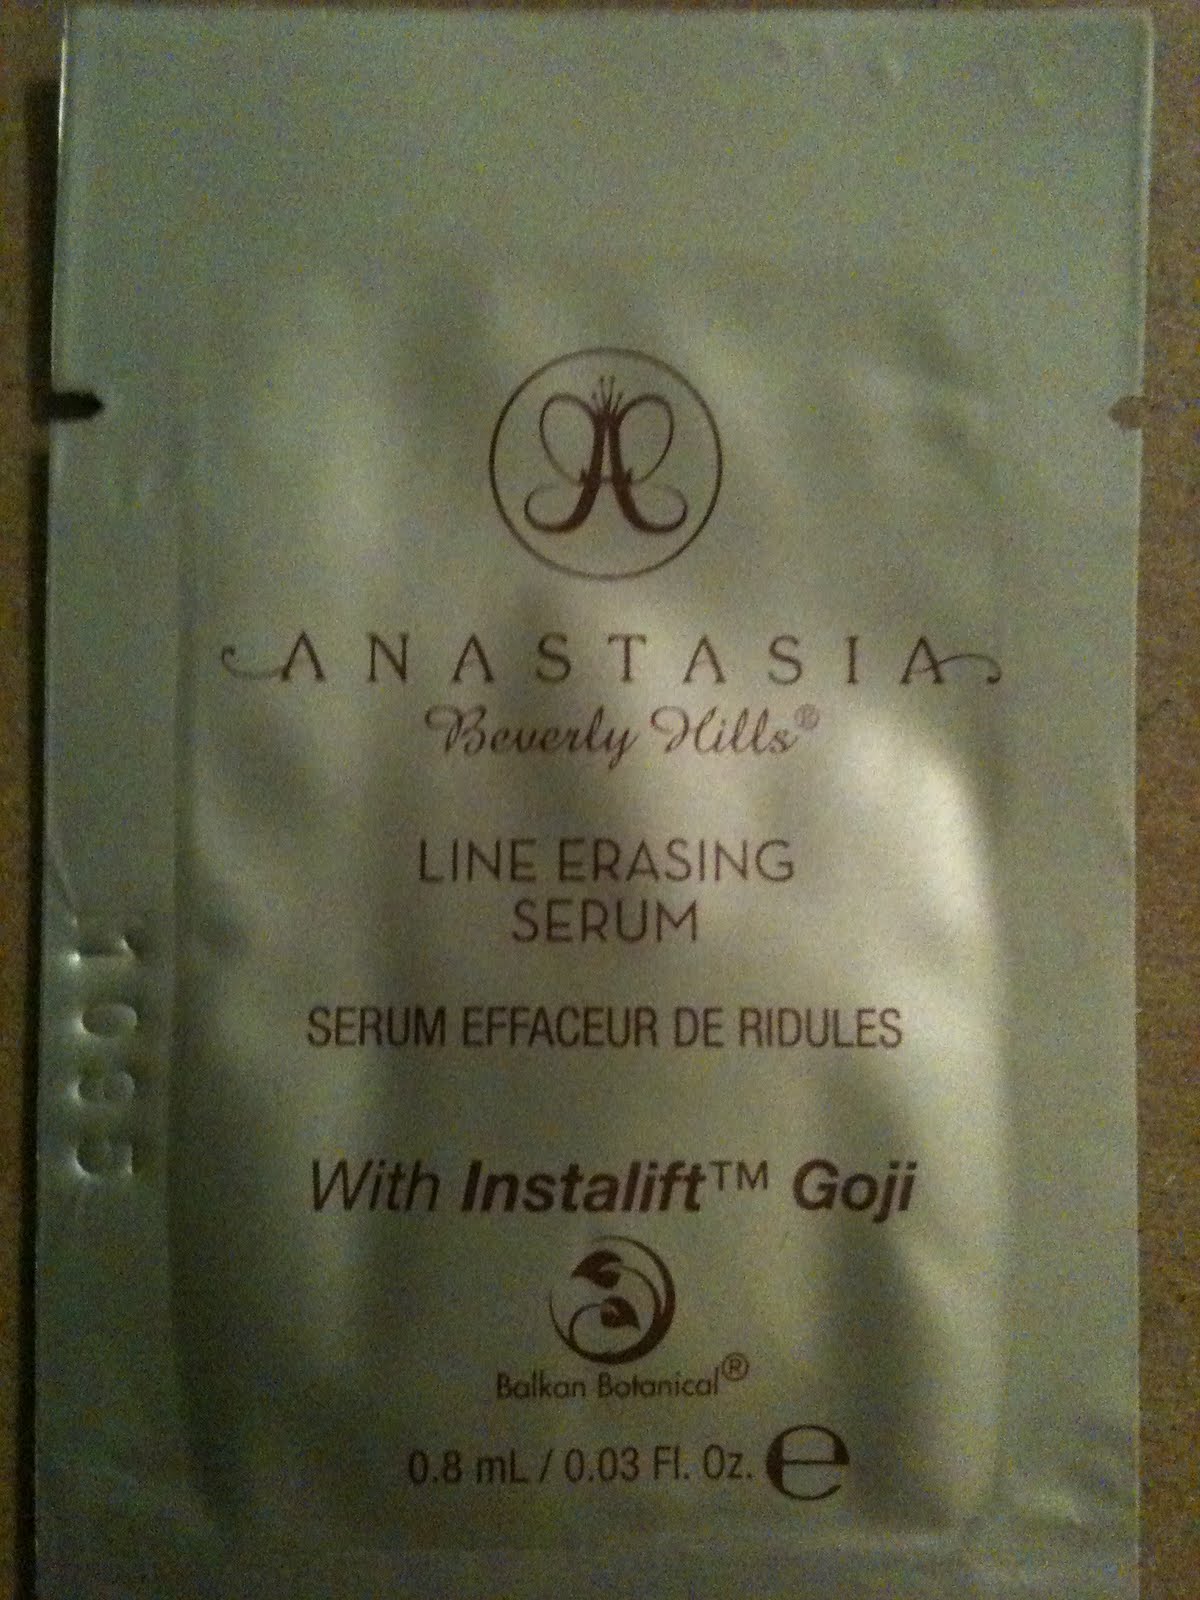 ANASTASIA
Beverly Hills®
LINE ERASING
SERUM
SERUM EFFACEUR DE RIDULES
With Instalift™ Goji
Balkan Botanical®
0.8 mL / 0.03 Fl. Oz. ℮
1095